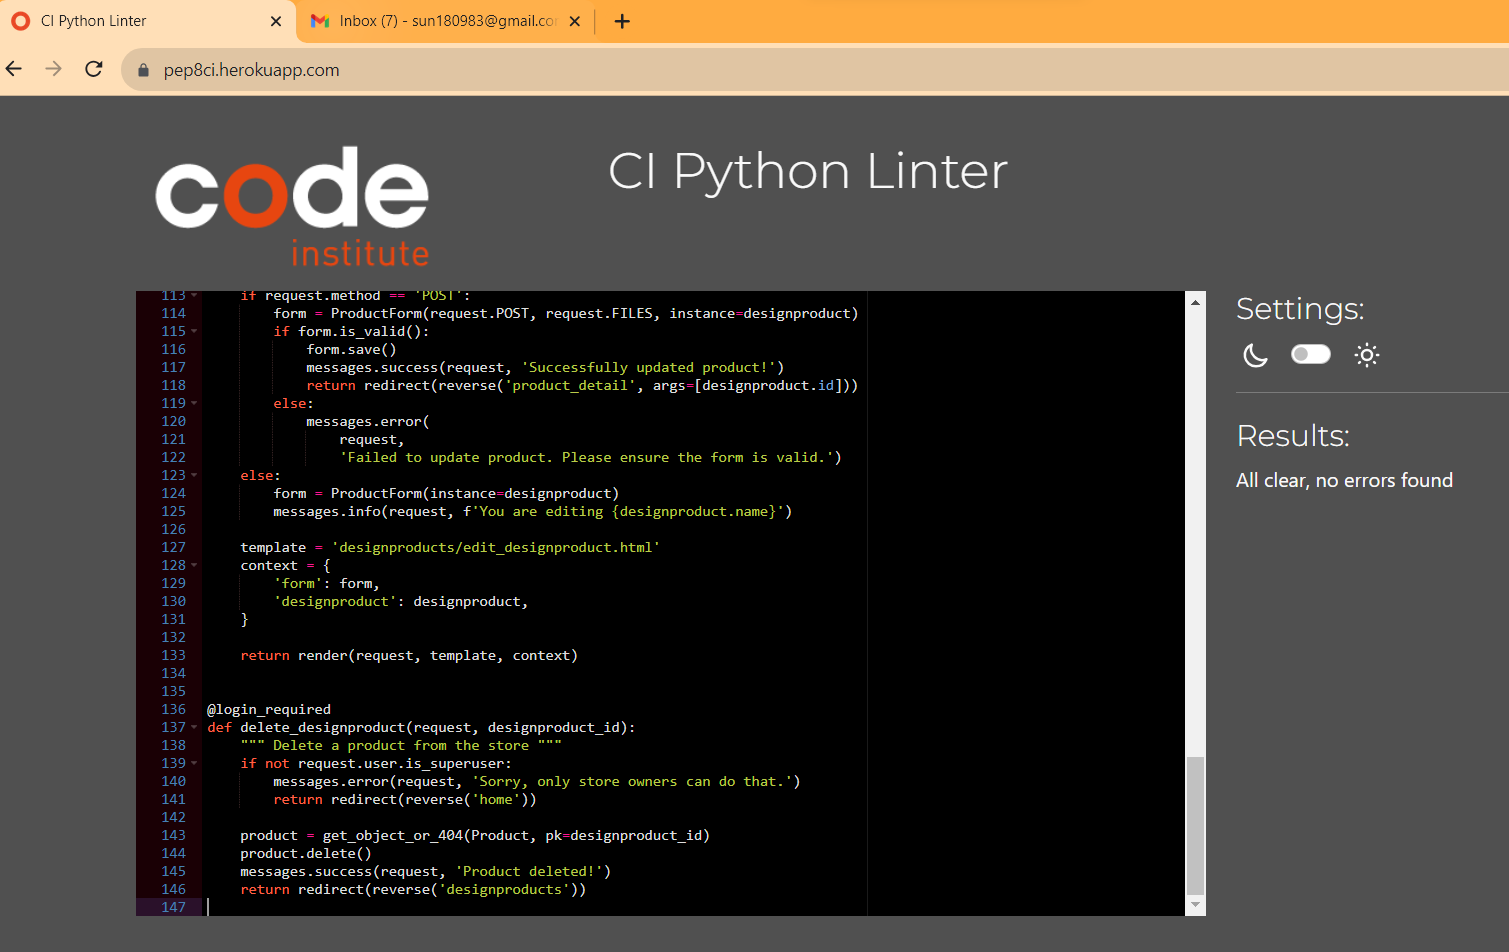 CI Python Linter
Inbox (7) - sun180983@gmail.co
pep8ci.herokuapp.com
code
institute
CI Python Linter
113 if request.method == 'POST':
114 form = ProductForm(request.POST, request.FILES, instance=designproduct)
115 if form.is_valid():
116 form.save()
117 messages.success(request, 'Successfully updated product!')
118 return redirect(reverse('product_detail', args=[designproduct.id]))
119 else:
120 messages.error(
121 request,
122 'Failed to update product. Please ensure the form is valid.')
123 else:
124 form = ProductForm(instance=designproduct)
125 messages.info(request, f'You are editing {designproduct.name}')
126
127 template = 'designproducts/edit_designproduct.html'
128 context = {
129 'form': form,
130 'designproduct': designproduct,
131 }
132
133 return render(request, template, context)
134
135
136 @login_required
137 def delete_designproduct(request, designproduct_id):
138 """ Delete a product from the store """
139 if not request.user.is_superuser:
140 messages.error(request, 'Sorry, only store owners can do that.')
141 return redirect(reverse('home'))
142
143 product = get_object_or_404(Product, pk=designproduct_id)
144 product.delete()
145 messages.success(request, 'Product deleted!')
146 return redirect(reverse('designproducts'))
147
Settings:
Results:
All clear, no errors found